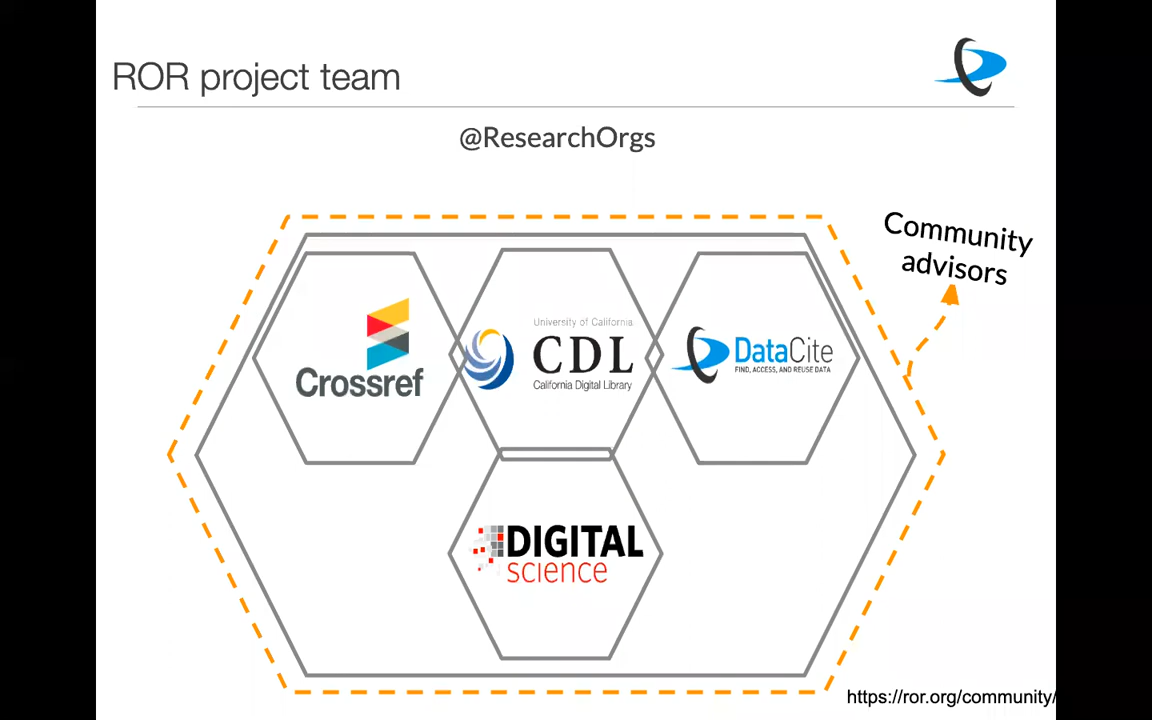 ROR project team
@ResearchOrgs
Community
advisors
Crossref
University of California
CDL
California Digital Library
DataCite
FIND, ACCESS, AND REUSE DATA
DIGITAL
science
https://ror.org/community/